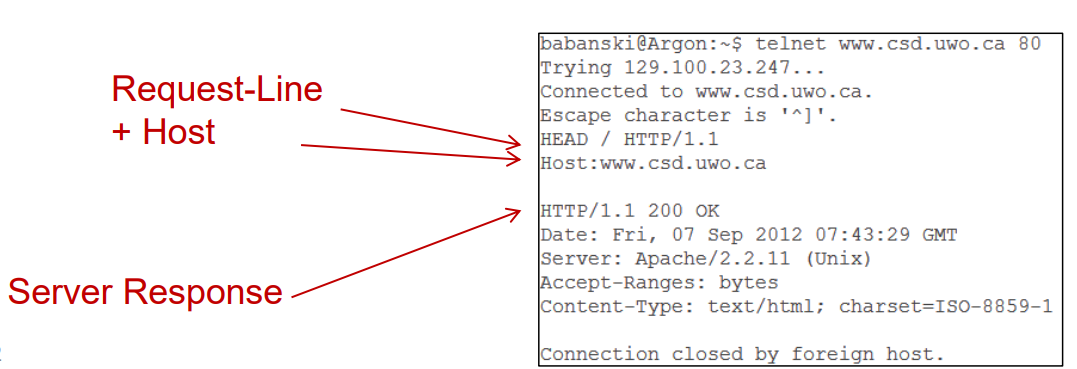 Request-Line
+ Host
Server Response
babanski@Argon:~$ telnet www.csd.uwo.ca 80
Trying 129.100.23.247...
Connected to www.csd.uwo.ca.
Escape character is '^]'.
HEAD / HTTP/1.1
Host:www.csd.uwo.ca

HTTP/1.1 200 OK
Date: Fri, 07 Sep 2012 07:43:29 GMT
Server: Apache/2.2.11 (Unix)
Accept-Ranges: bytes
Content-Type: text/html; charset=ISO-8859-1

Connection closed by foreign host.